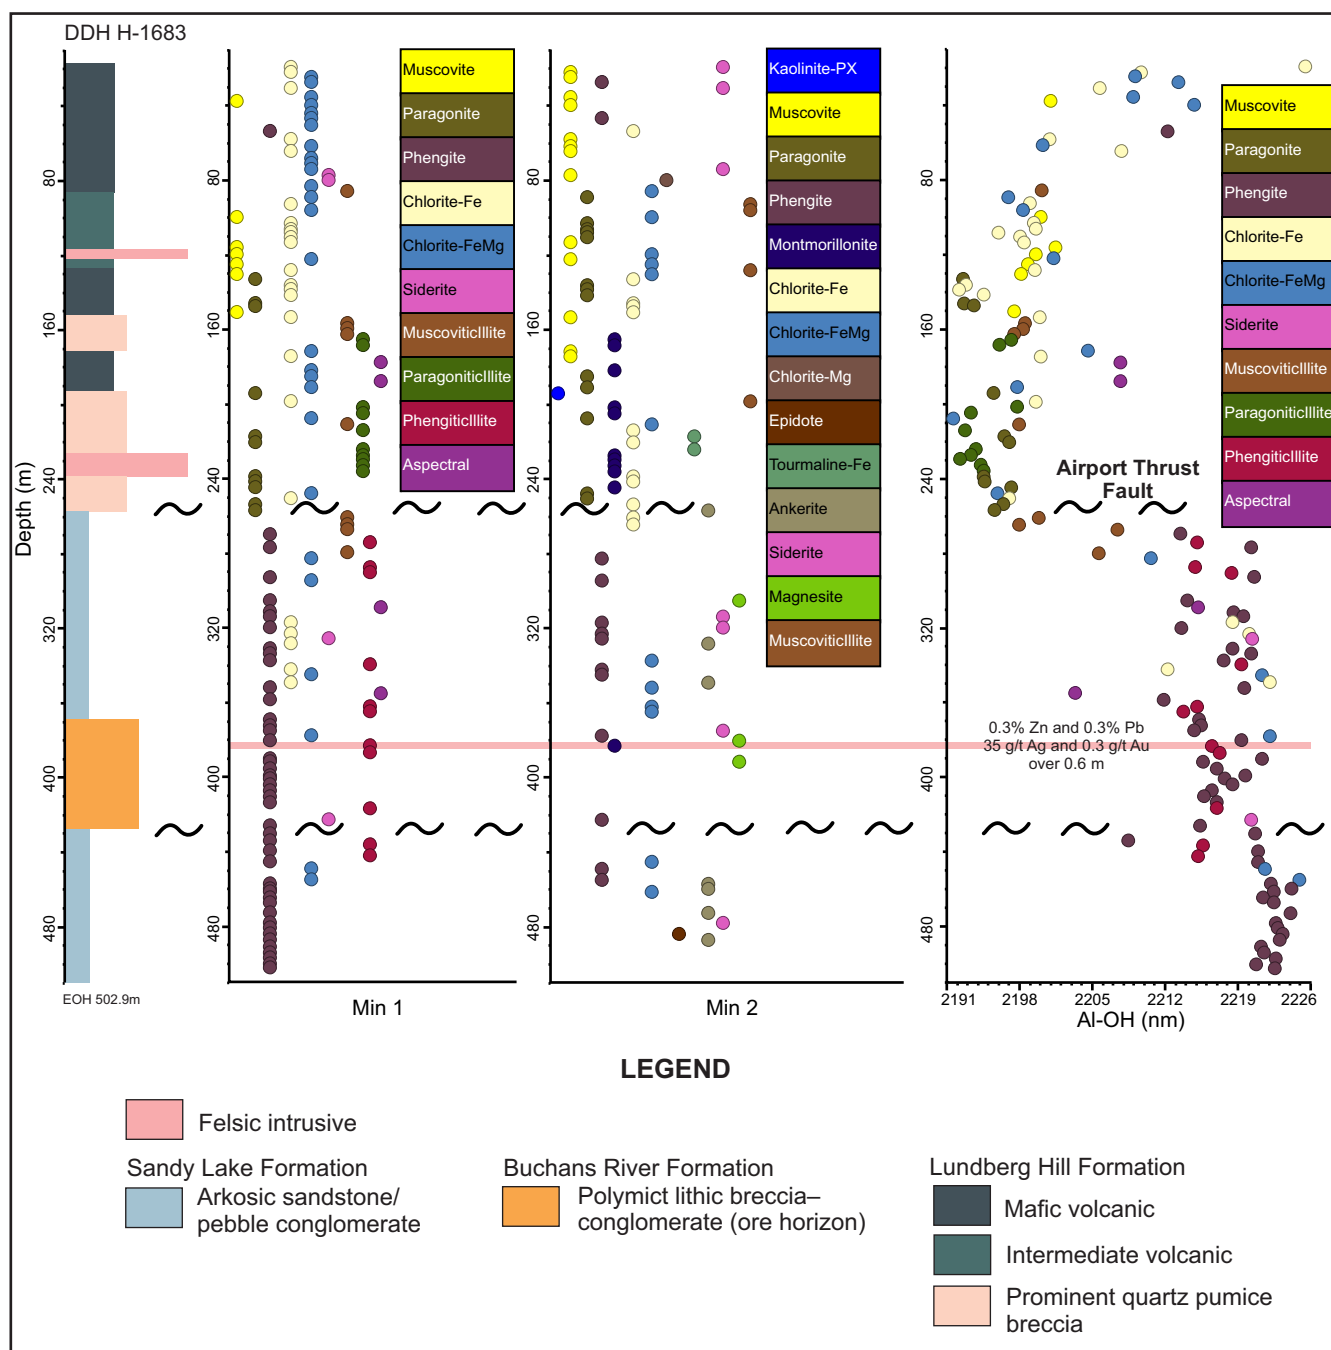 DDH H-1683
Depth (m)
80
160
240
320
400
480
EOH 502.9m
80
160
240
320
400
480
Muscovite
Paragonite
Phengite
Chlorite-Fe
Chlorite-FeMg
Siderite
MuscoviticIllite
ParagoniticIllite
PhengiticIllite
Aspectral
Min 1
80
160
240
320
400
480
Kaolinite-PX
Muscovite
Paragonite
Phengite
Montmorillonite
Chlorite-Fe
Chlorite-FeMg
Chlorite-Mg
Epidote
Tourmaline-Fe
Ankerite
Siderite
Magnesite
MuscoviticIllite
Min 2
80
160
240
320
400
480
Muscovite
Paragonite
Phengite
Chlorite-Fe
Chlorite-FeMg
Siderite
MuscoviticIllite
ParagoniticIllite
PhengiticIllite
Aspectral
Airport Thrust
Fault
0.3% Zn and 0.3% Pb
35 g/t Ag and 0.3 g/t Au
over 0.6 m
2191 2198 2205 2212 2219 2226
Al-OH (nm)
LEGEND
Felsic intrusive
Sandy Lake Formation
Arkosic sandstone/
pebble conglomerate
Buchans River Formation
Polymict lithic breccia–
conglomerate (ore horizon)
Lundberg Hill Formation
Mafic volcanic
Intermediate volcanic
Prominent quartz pumice
breccia